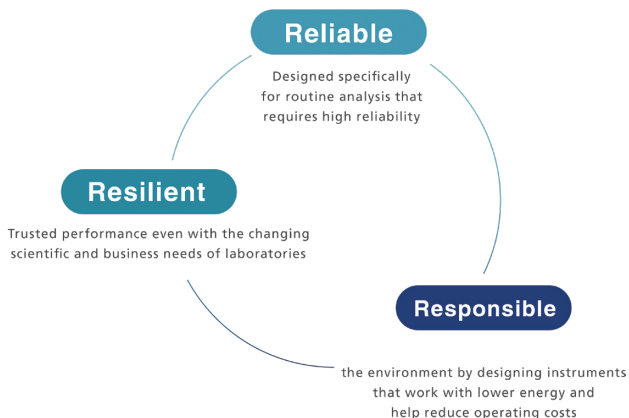 Reliable
Designed specifically
for routine analysis that
requires high reliability
Resilient
Trusted performance even with the changing
scientific and business needs of laboratories
Responsible
the environment by designing instruments
that work with lower energy and
help reduce operating costs